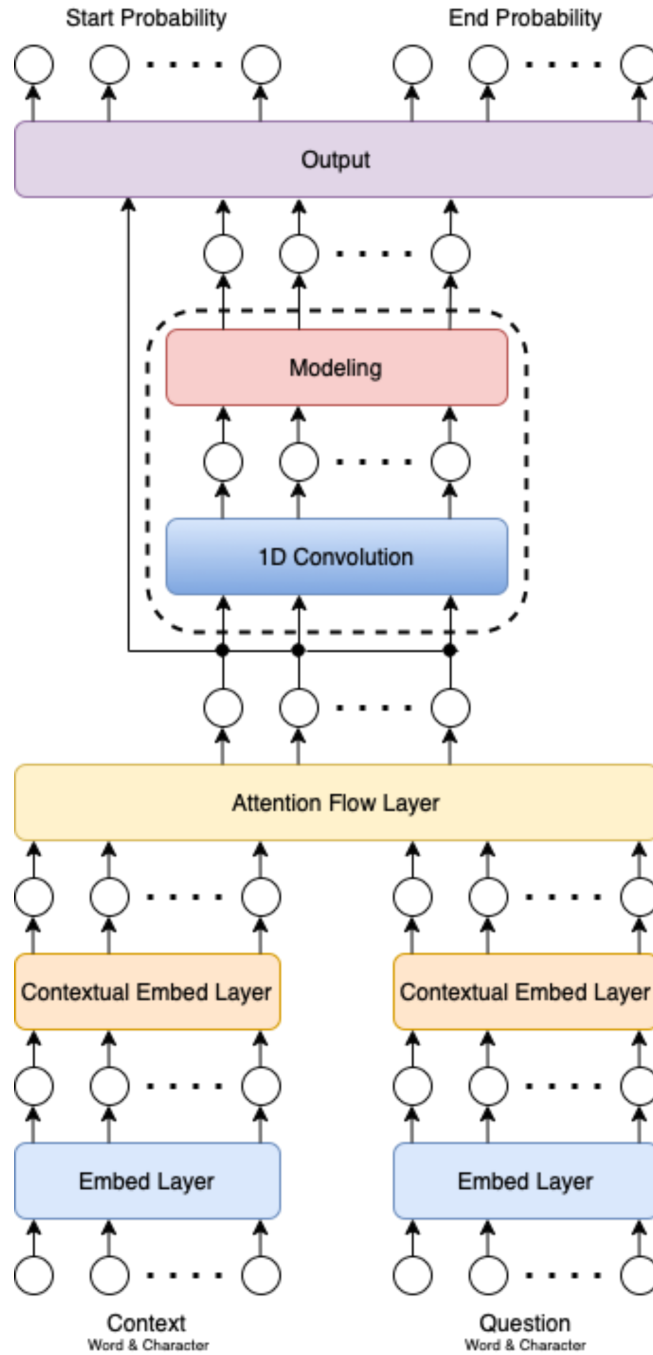 Start Probability
End Probability
Output
Modeling
1D Convolution
Attention Flow Layer
Contextual Embed Layer
Contextual Embed Layer
Embed Layer
Embed Layer
Context
Word & Character
Question
Word & Character